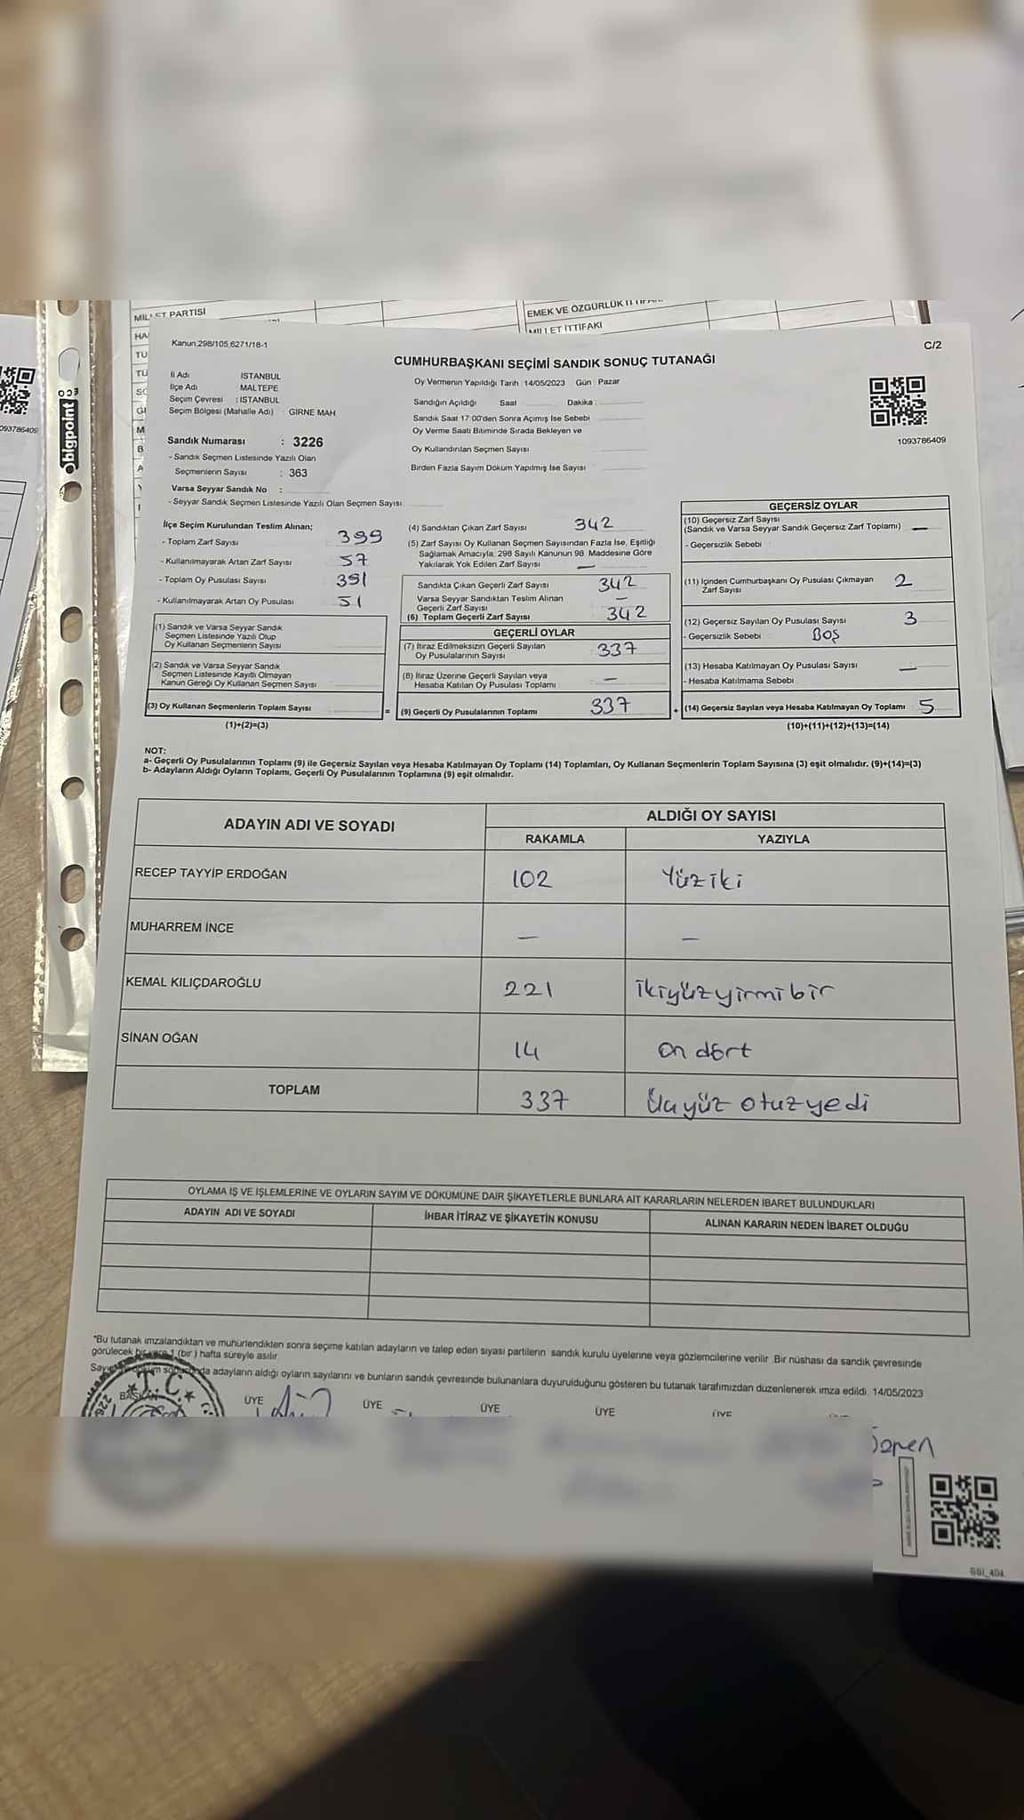 MİLLET PARTİSİ
EMEK VE ÖZGÜRLÜK İTTİFAKI
MİLLET İTTİFAKI
HA
TU
bigpoint
1093786409
Kanun:298/105,6271/18-1
C/2
CUMHURBAŞKANI SEÇİMİ SANDIK SONUÇ TUTANAĞI
İl Adı İSTANBUL
İlçe Adı MALTEPE
Seçim Çevresi : İSTANBUL
Seçim Bölgesi (Mahalle Adı) : GİRNE MAH
Oy Vermenin Yapıldığı Tarih :14/05/2023 Gün : Pazar
Sandığın Açıldığı Saat Dakika
Sandık Saat 17:00'den Sonra Açımış İse Sebebi
Oy Verme Saati Bitiminde Sırada Bekleyen ve
Oy Kullandırılan Seçmen Sayısı
Birden Fazla Sayım Döküm Yapılmış İse Sayısı
1093786409
Sandık Numarası : 3226
- Sandık Seçmen Listesinde Yazılı Olan
Seçmenlerin Sayısı : 363
Varsa Seyyar Sandık No :
- Seyyar Sandık Seçmen Listesinde Yazılı Olan Seçmen Sayısı
İlçe Seçim Kurulundan Teslim Alınan;
- Toplam Zarf Sayısı 399
- Kullanılmayarak Artan Zarf Sayısı 57
- Toplam Oy Pusulası Sayısı 391
- Kullanılmayarak Artan Oy Pusulası 51
(1) Sandık ve Varsa Seyyar Sandık
Seçmen Listesinde Yazılı Olup
Oy Kullanan Seçmenlerin Sayısı
(2) Sandık ve Varsa Seyyar Sandık
Seçmen Listesinde Kayıtlı Olmayan
Kanun Gereği Oy Kullanan Seçmen Sayısı
(3) Oy Kullanan Seçmenlerin Toplam Sayısı
(1)+(2)=(3)
(4) Sandıktan Çıkan Zarf Sayısı 342
(5) Zarf Sayısı Oy Kullanan Seçmen Sayısından Fazla İse, Eşitliği
Sağlamak Amacıyla, 298 Sayılı Kanunun 98. Maddesine Göre
Yakılarak Yok Edilen Zarf Sayısı —
Sandıkta Çıkan Geçerli Zarf Sayısı 342
Varsa Seyyar Sandıktan Teslim Alınan
Geçerli Zarf Sayısı —
(6) Toplam Geçerli Zarf Sayısı 342
GEÇERLİ OYLAR
(7) İtiraz Edilmeksizin Geçerli Sayılan
Oy Pusulalarının Sayısı 337
(8) İtiraz Üzerine Geçerli Sayılan veya
Hesaba Katılan Oy Pusulası Toplamı —
= (9) Geçerli Oy Pusulalarının Toplamı 337
GEÇERSİZ OYLAR
(10) Geçersiz Zarf Sayısı
(Sandık ve Varsa Seyyar Sandık Geçersiz Zarf Toplamı) —
- Geçersizlik Sebebi
(11) İçinden Cumhurbaşkanı Oy Pusulası Çıkmayan
Zarf Sayısı 2
(12) Geçersiz Sayılan Oy Pusulası Sayısı 3
- Geçersizlik Sebebi BOŞ
(13) Hesaba Katılmayan Oy Pusulası Sayısı —
- Hesaba Katılmama Sebebi
+ (14) Geçersiz Sayılan veya Hesaba Katılmayan Oy Toplamı 5
(10)+(11)+(12)+(13)=(14)
NOT:
a- Geçerli Oy Pusulalarının Toplamı (9) ile Geçersiz Sayılan veya Hesaba Katılmayan Oy Toplamı (14) Toplamları, Oy Kullanan Seçmenlerin Toplam Sayısına (3) eşit olmalıdır. (9)+(14)=(3)
b- Adayların Aldığı Oyların Toplamı, Geçerli Oy Pusulalarının Toplamına (9) eşit olmalıdır.
ADAYIN ADI VE SOYADI ALDIĞI OY SAYISI
RAKAMLA YAZIYLA
RECEP TAYYİP ERDOĞAN 102 Yüziki
MUHARREM İNCE — —
KEMAL KILIÇDAROĞLU 221 ikiyüzyirmibir
SİNAN OĞAN 14 on dört
TOPLAM 337 Üçyüz otuzyedi
OYLAMA İŞ VE İŞLEMLERİNE VE OYLARIN SAYIM VE DÖKÜMÜNE DAİR ŞİKAYETLERLE BUNLARA AİT KARARLARIN NELERDEN İBARET BULUNDUKLARI
ADAYIN ADI VE SOYADI İHBAR İTİRAZ VE ŞİKAYETİN KONUSU ALINAN KARARIN NEDEN İBARET OLDUĞU
"Bu tutanak imzalandıktan ve mühürlendikten sonra seçime katılan adayların ve talep eden siyasi partilerin sandık kurulu üyelerine veya gözlemcilerine verilir .Bir nüshası da sandık çevresinde
görülecek bir yere 1 (bir ) hafta süreyle asılır
adayların aldığı oyların sayılarını ve bunların sandık çevresinde bulunanlara duyurulduğunu gösteren bu tutanak tarafımızdan düzenlenerek imza edildi. 14/05/2023
BAŞKAN ÜYE ÜYE ÜYE ÜYE ÜYE
T.C.